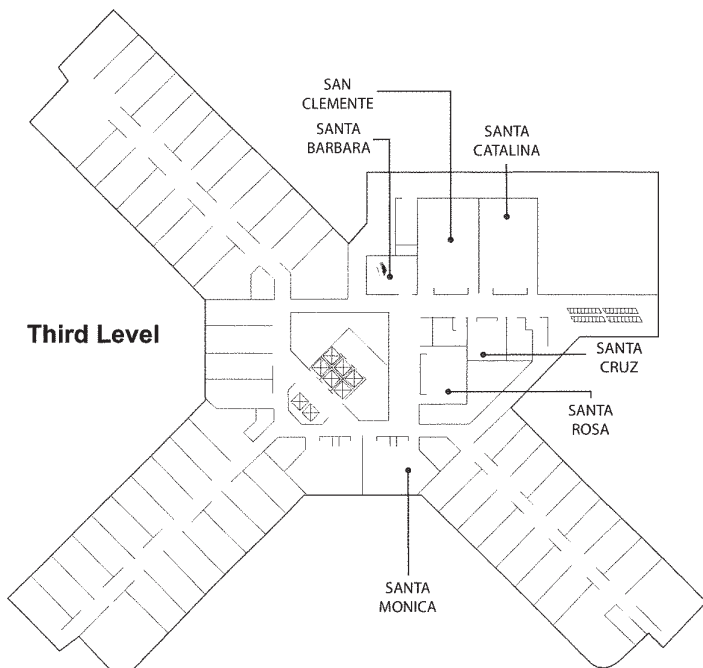 SAN
CLEMENTE
SANTA
BARBARA
SANTA
CATALINA
Third Level
SANTA
CRUZ
SANTA
ROSA
SANTA
MONICA